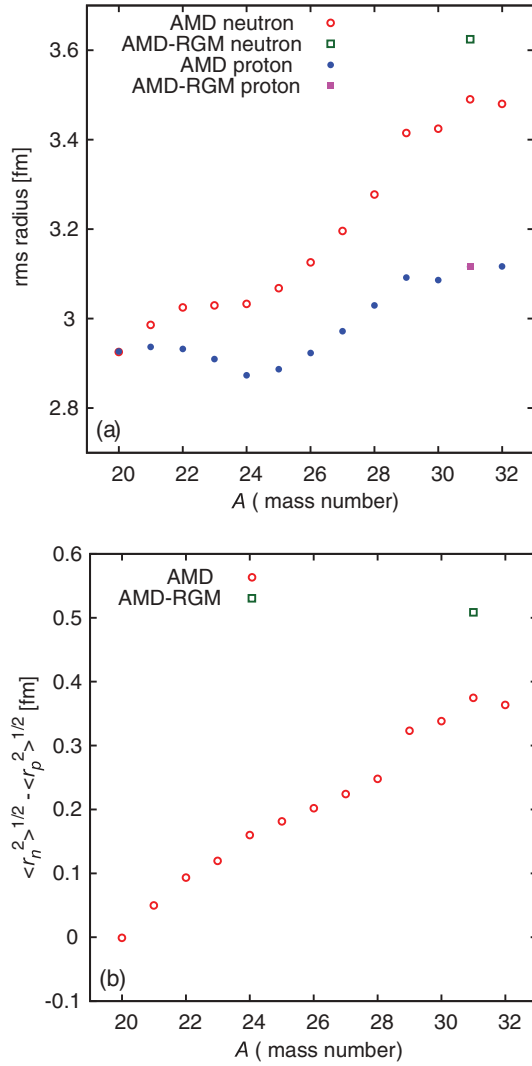 AMD neutron
AMD-RGM neutron
AMD proton
AMD-RGM proton
3.6
3.4
3.2
3
2.8
rms radius [fm]
(a)
20 22 24 26 28 30 32
A ( mass number)
AMD
AMD-RGM
0.6
0.5
0.4
0.3
0.2
0.1
0
-0.1
<r_n^2>^1/2 - <r_p^2>^1/2 [fm]
(b)
20 22 24 26 28 30 32
A ( mass number)